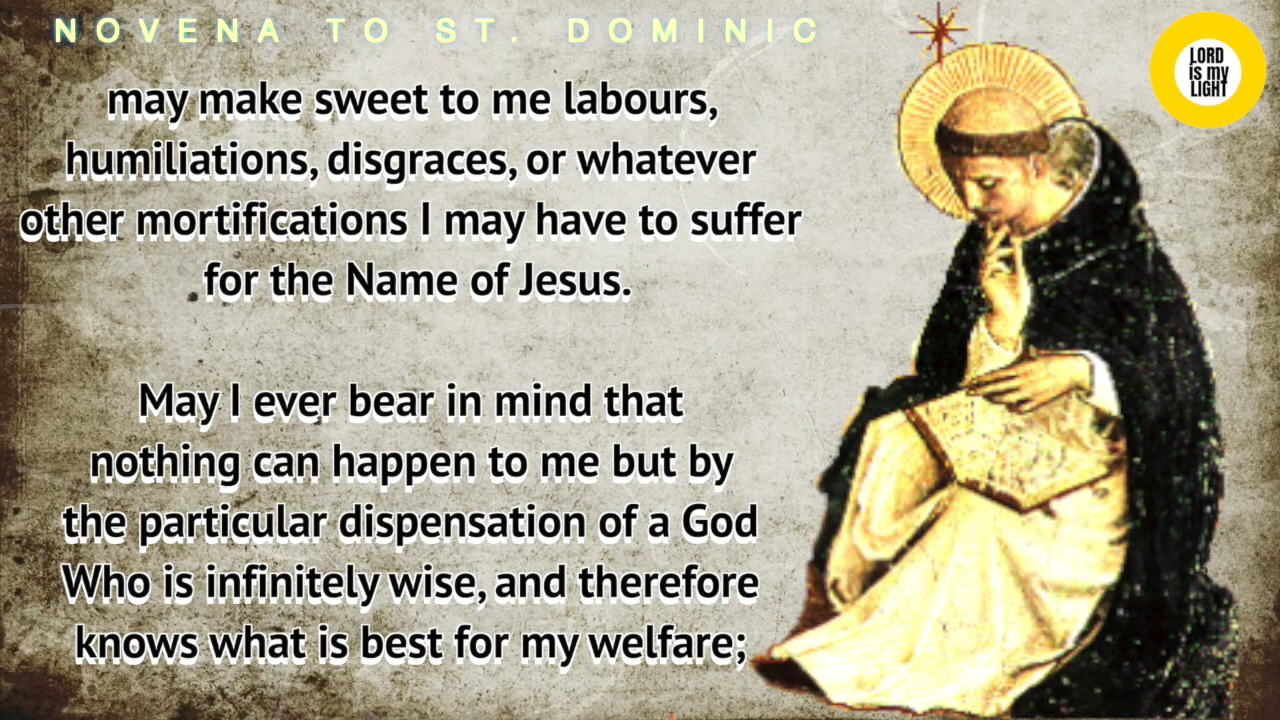 NOVENA TO ST. DOMINIC
LORD
is my
LIGHT
may make sweet to me labours,
humiliations, disgraces, or whatever
other mortifications I may have to suffer
for the Name of Jesus.
May I ever bear in mind that
nothing can happen to me but by
the particular dispensation of a God
Who is infinitely wise, and therefore
knows what is best for my welfare;